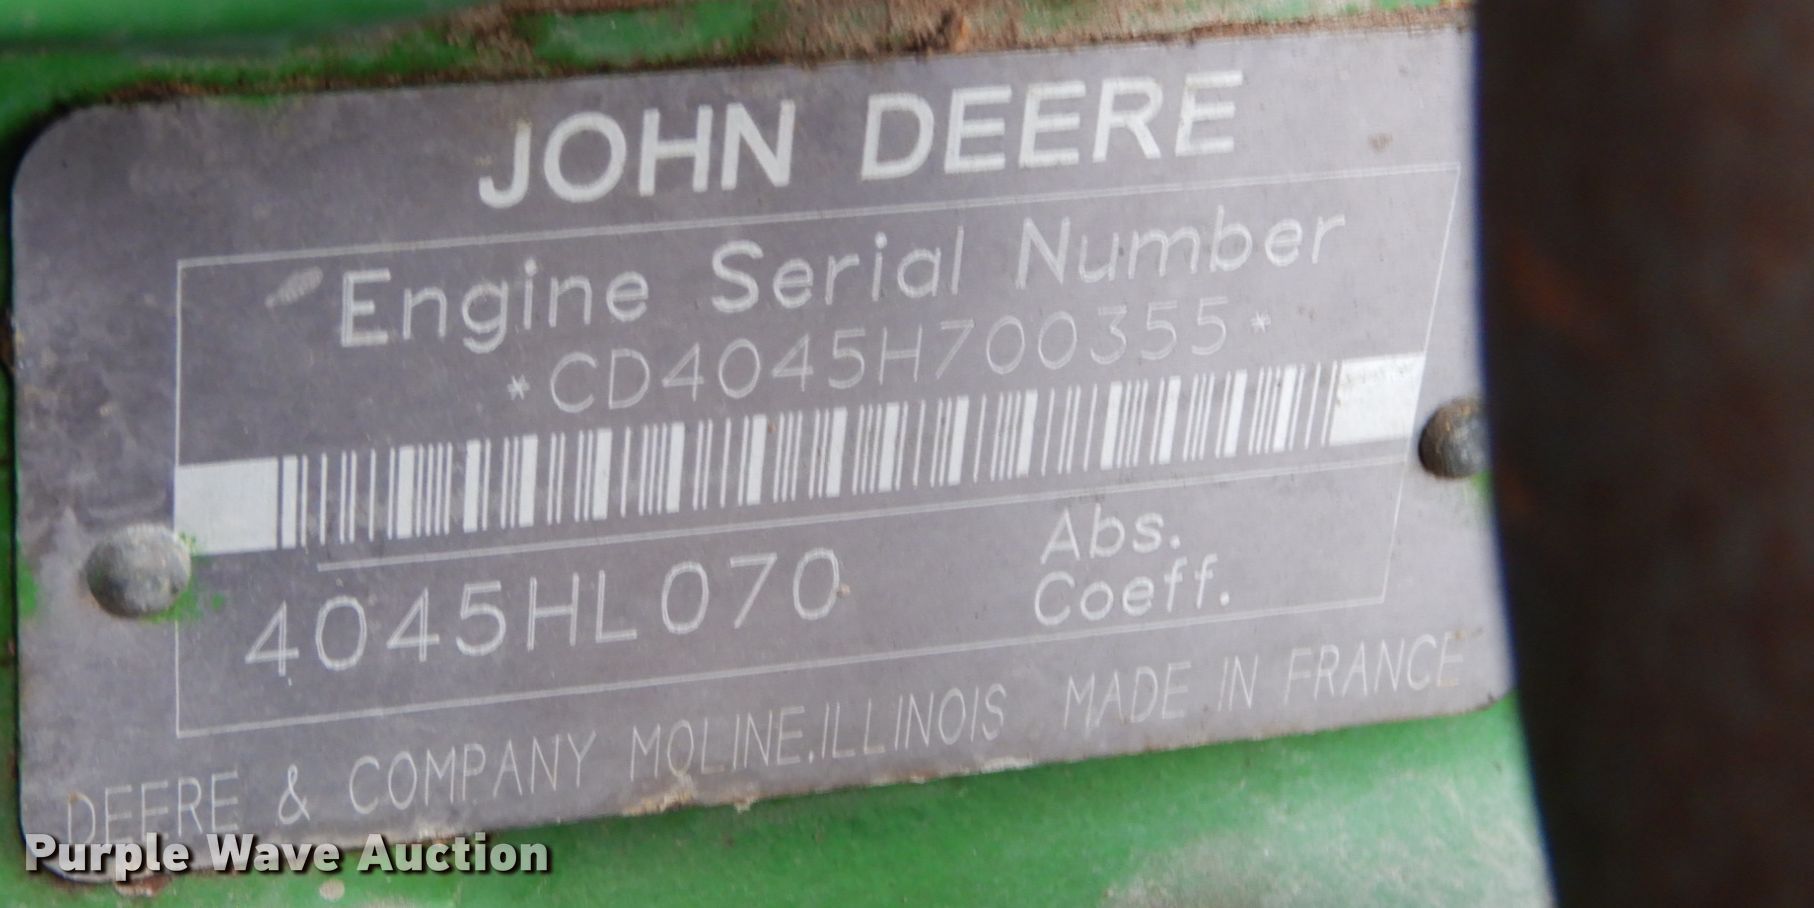 JOHN DEERE
Engine Serial Number
*CD4045H700355*
4045HL070
Abs.
Coeff.
DEERE & COMPANY MOLINE,ILLINOIS MADE IN FRANCE
Purple Wave Auction